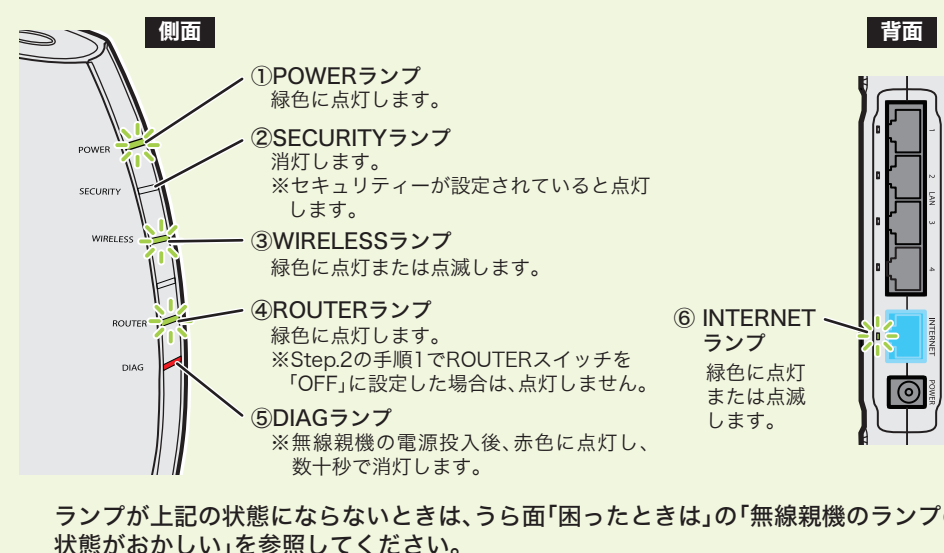 側面
背面
①POWERランプ
緑色に点灯します。
②SECURITYランプ
消灯します。
※セキュリティーが設定されていると点灯
します。
③WIRELESSランプ
緑色に点灯または点滅します。
④ROUTERランプ
緑色に点灯します。
※Step.2の手順1でROUTERスイッチを
「OFF」に設定した場合は、点灯しません。
⑤DIAGランプ
※無線親機の電源投入後、赤色に点灯し、
数十秒で消灯します。
POWER
SECURITY
WIRELESS
ROUTER
DIAG
⑥ INTERNET
ランプ
緑色に点灯
または点滅
します。
1
2
LAN
3
4
INTERNET
POWER
ランプが上記の状態にならないときは、うら面「困ったときは」の「無線親機のランプの
状態がおかしい」を参照してください。